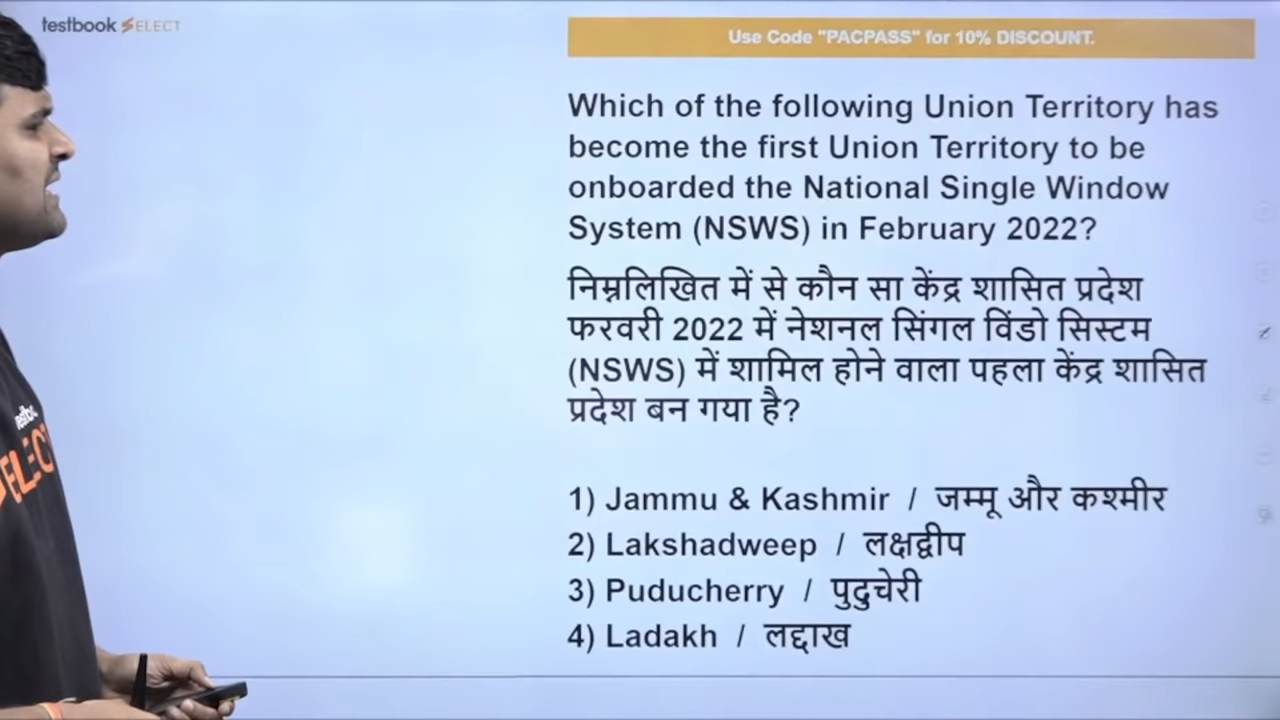 testbook SELECT
Use Code "PACPASS" for 10% DISCOUNT.
Which of the following Union Territory has
become the first Union Territory to be
onboarded the National Single Window
System (NSWS) in February 2022?
निम्नलिखित में से कौन सा केंद्र शासित प्रदेश
फरवरी 2022 में नेशनल सिंगल विंडो सिस्टम
(NSWS) में शामिल होने वाला पहला केंद्र शासित
प्रदेश बन गया है?
1) Jammu & Kashmir / जम्मू और कश्मीर
2) Lakshadweep / लक्षद्वीप
3) Puducherry / पुदुचेरी
4) Ladakh / लद्दाख